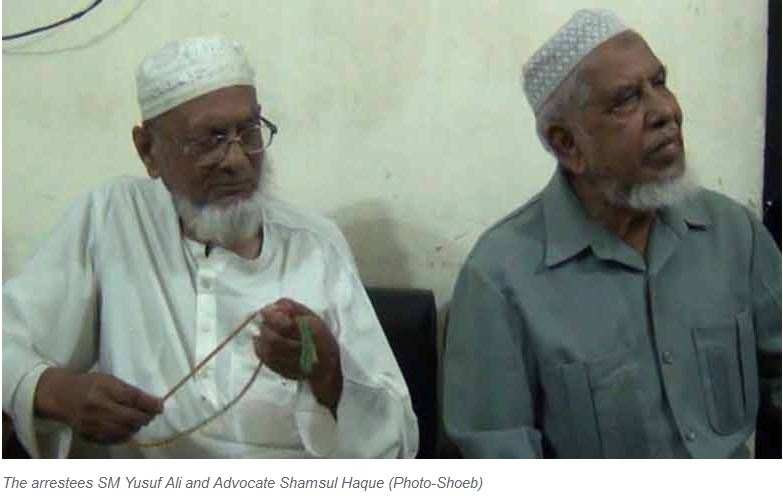 The arrestees SM Yusuf Ali and Advocate Shamsul Haque (Photo-Shoeb)